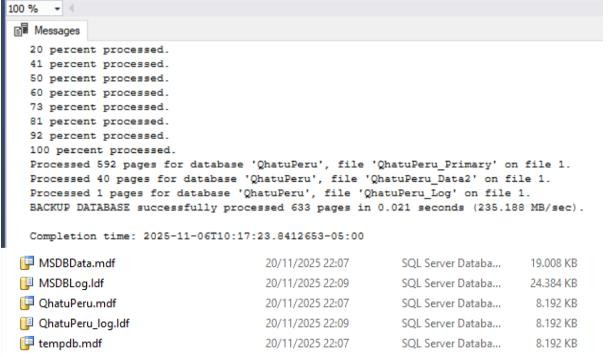 100 %
Messages
20 percent processed.
41 percent processed.
50 percent processed.
60 percent processed.
73 percent processed.
81 percent processed.
92 percent processed.
100 percent processed.
Processed 592 pages for database 'QhatuPeru', file 'QhatuPeru_Primary' on file 1.
Processed 40 pages for database 'QhatuPeru', file 'QhatuPeru_Data2' on file 1.
Processed 1 pages for database 'QhatuPeru', file 'QhatuPeru_Log' on file 1.
BACKUP DATABASE successfully processed 633 pages in 0.021 seconds (235.188 MB/sec).
Completion time: 2025-11-06T10:17:23.8412653-05:00
MSDBData.mdf 20/11/2025 22:07 SQL Server Databa... 19.008 KB
MSDBLog.ldf 20/11/2025 22:09 SQL Server Databa... 24.384 KB
QhatuPeru.mdf 20/11/2025 22:07 SQL Server Databa... 8.192 KB
QhatuPeru_log.ldf 20/11/2025 22:09 SQL Server Databa... 8.192 KB
tempdb.mdf 20/11/2025 22:07 SQL Server Databa... 8.192 KB